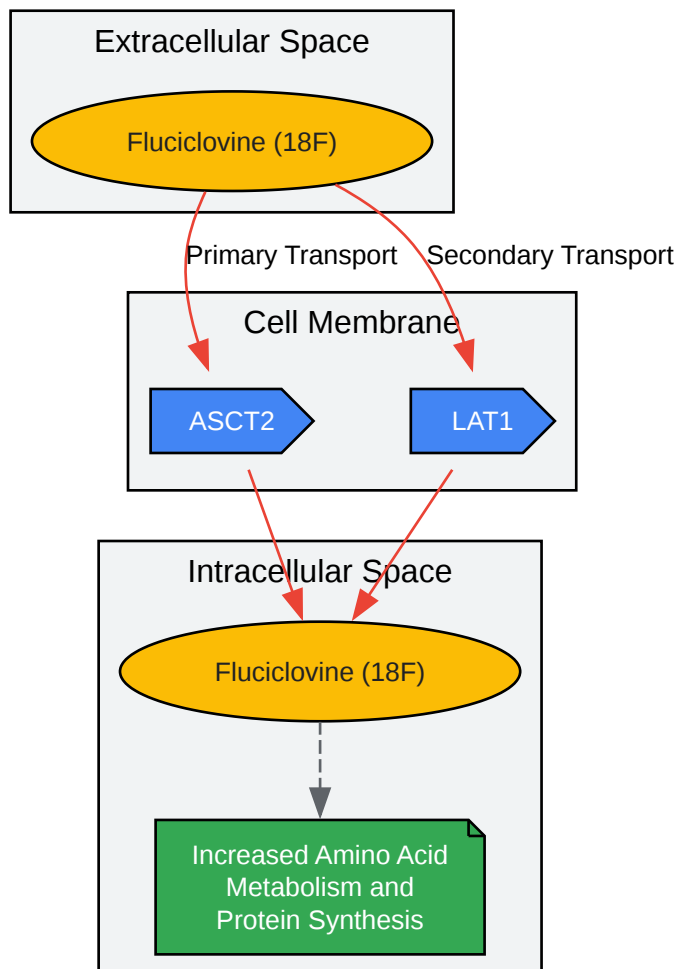 Extracellular Space
Fluciclovine (18F)
Primary Transport
Secondary Transport
Cell Membrane
ASCT2
LAT1
Intracellular Space
Fluciclovine (18F)
Increased Amino Acid
Metabolism and
Protein Synthesis